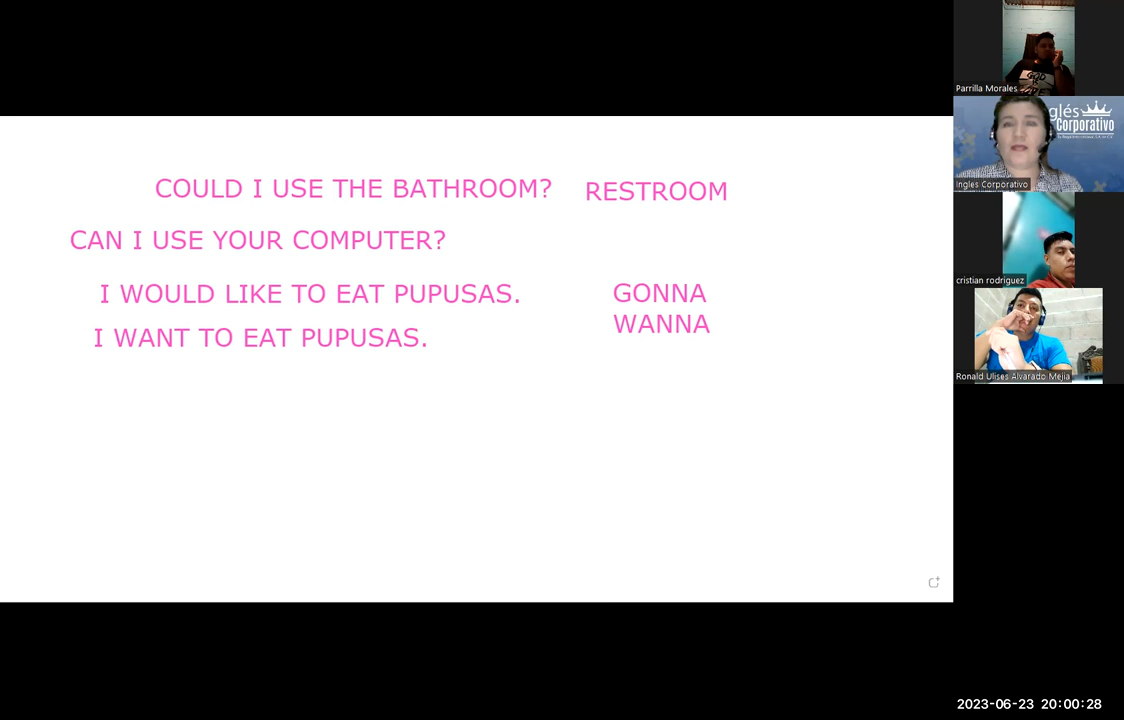 COULD I USE THE BATHROOM? RESTROOM
CAN I USE YOUR COMPUTER?
I WOULD LIKE TO EAT PUPUSAS. GONNA
I WANT TO EAT PUPUSAS. WANNA
Parrilla Morales
glés
Corporativo
Ingles Corporativo
cristian rodriguez
Ronald Ulises Alvarado Mejia
2023-06-23 20:00:28